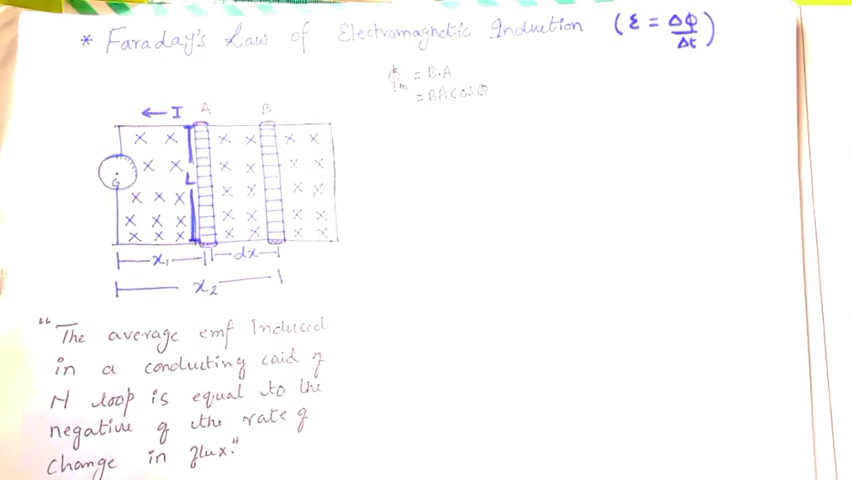 * Faraday's Law of Electromagnetic Induction (ε = Δφ/Δt)
φm = B.A
= BA cos θ
← I A B
G
L
x₁ dx
x₂
"The average emf induced
in a conducting of
N loop is equal to the
negative of the rate of
change in flux."